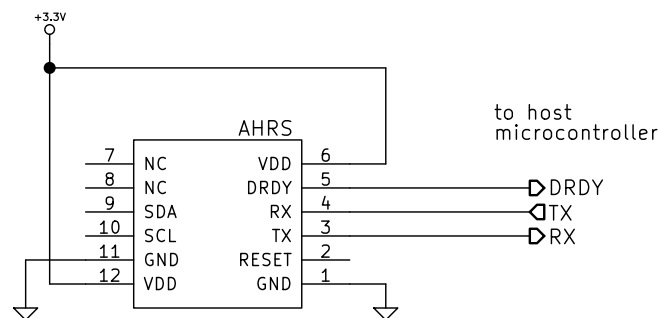 +3.3V
AHRS
to host
microcontroller
7 NC VDD 6
8 NC DRDY 5 DRDY
9 SDA RX 4 TX
10 SCL TX 3 RX
11 GND RESET 2
12 VDD GND 1